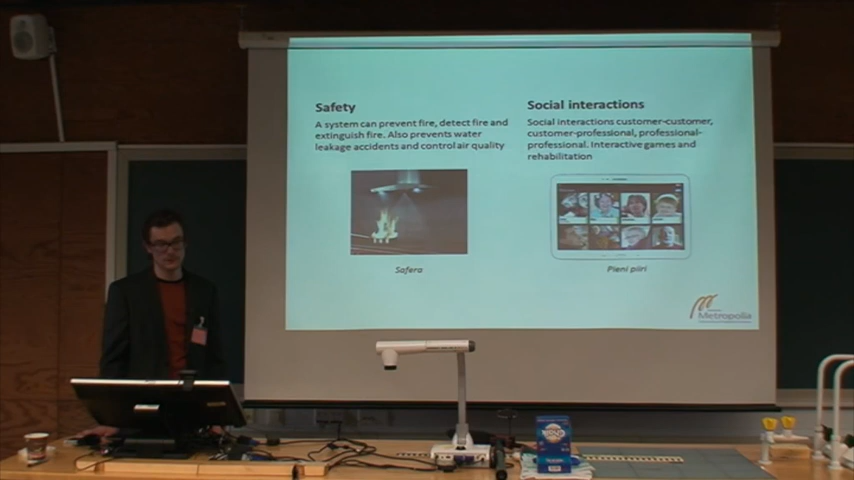 Safety
A system can prevent fire, detect fire and
extinguish fire. Also prevents water
leakage accidents and control air quality
Safera
Social interactions
Social interactions customer-customer,
customer-professional, professional-
professional. Interactive games and
rehabilitation
Pieni piiri
Metropolia